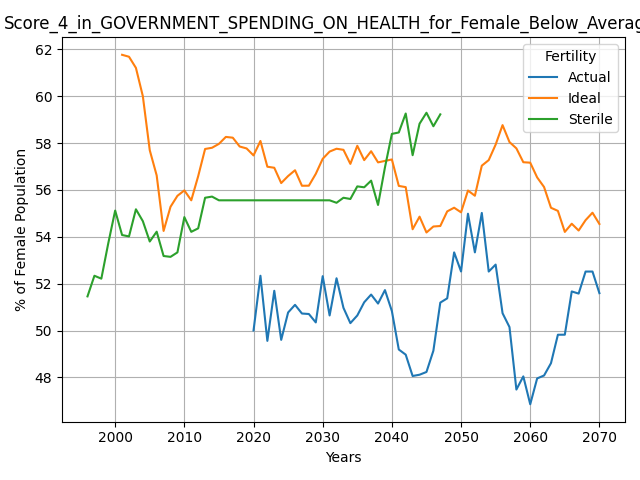 Score_4_in_GOVERNMENT_SPENDING_ON_HEALTH_for_Female_Below_Averag
Fertility
Actual
Ideal
Sterile
% of Female Population
62
60
58
56
54
52
50
48
2000 2010 2020 2030 2040 2050 2060 2070
Years